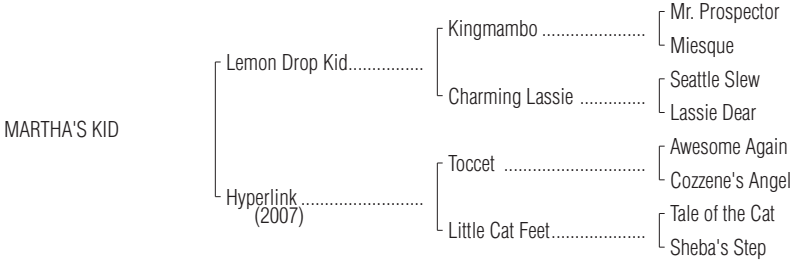 Mr. Prospector
Kingmambo ......................
Miesque
Lemon Drop Kid................
Seattle Slew
Charming Lassie ..............
Lassie Dear
MARTHA'S KID
Awesome Again
Toccet ..............................
Cozzene's Angel
Hyperlink ..........................
(2007)
Tale of the Cat
Little Cat Feet....................
Sheba's Step